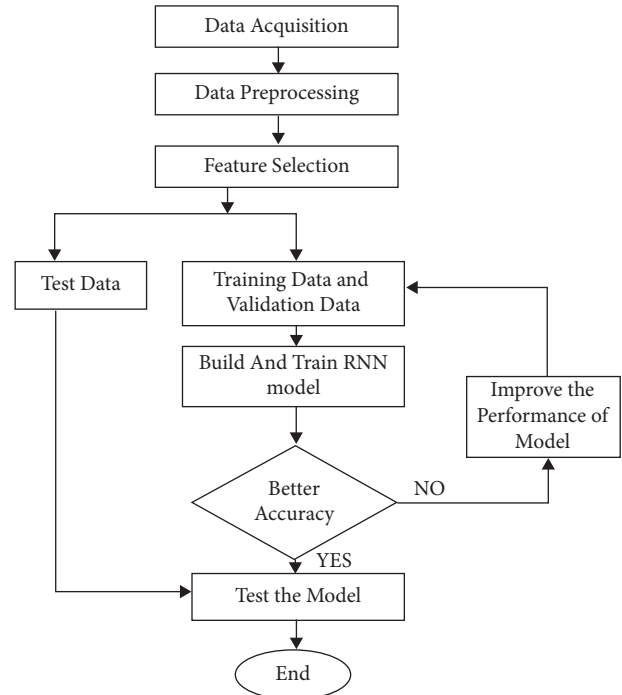 Data Acquisition
Data Preprocessing
Feature Selection
Test Data
Training Data and
Validation Data
Build And Train RNN
model
Improve the
Performance of
Model
Better
Accuracy
NO
YES
Test the Model
End